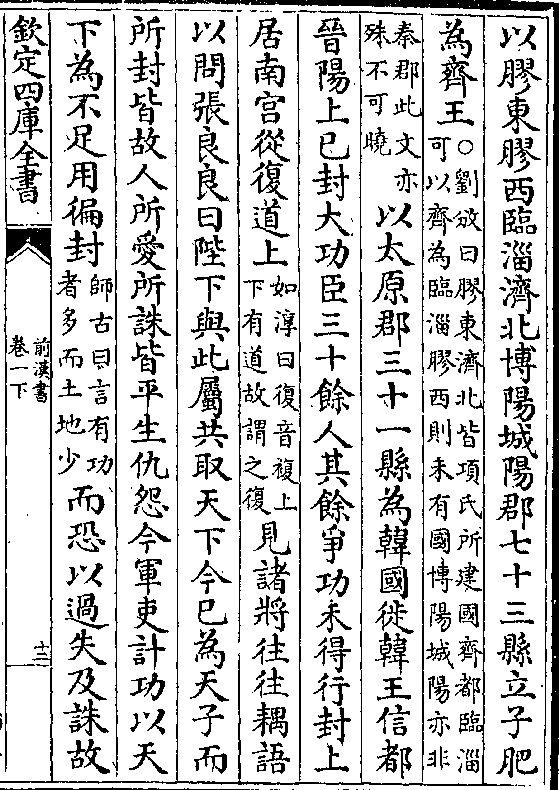 以膠東膠西臨淄濟北博陽城陽郡七十三縣立子肥
為齊王○劉攽曰膠東濟北皆項氏所建國齊都臨淄可以齊為臨淄膠西則未有國博陽城陽亦非
秦郡此文亦殊不可曉以太原郡三十一縣為韓國徙韓王信都
晉陽上已封大功臣三十餘人其餘爭功未得行封上
居南宮從復道上如淳曰復音複上下有道故謂之復見諸將往往耦語
以問張良良曰陛下與此屬共取天下今已為天子而
所封皆故人所愛所誅皆平生仇怨今軍吏計功以天
下為不足用徧封師古曰言有功者多而土地少而恐以過失及誅故
欽定四庫全書
前漢書
卷一下
十二